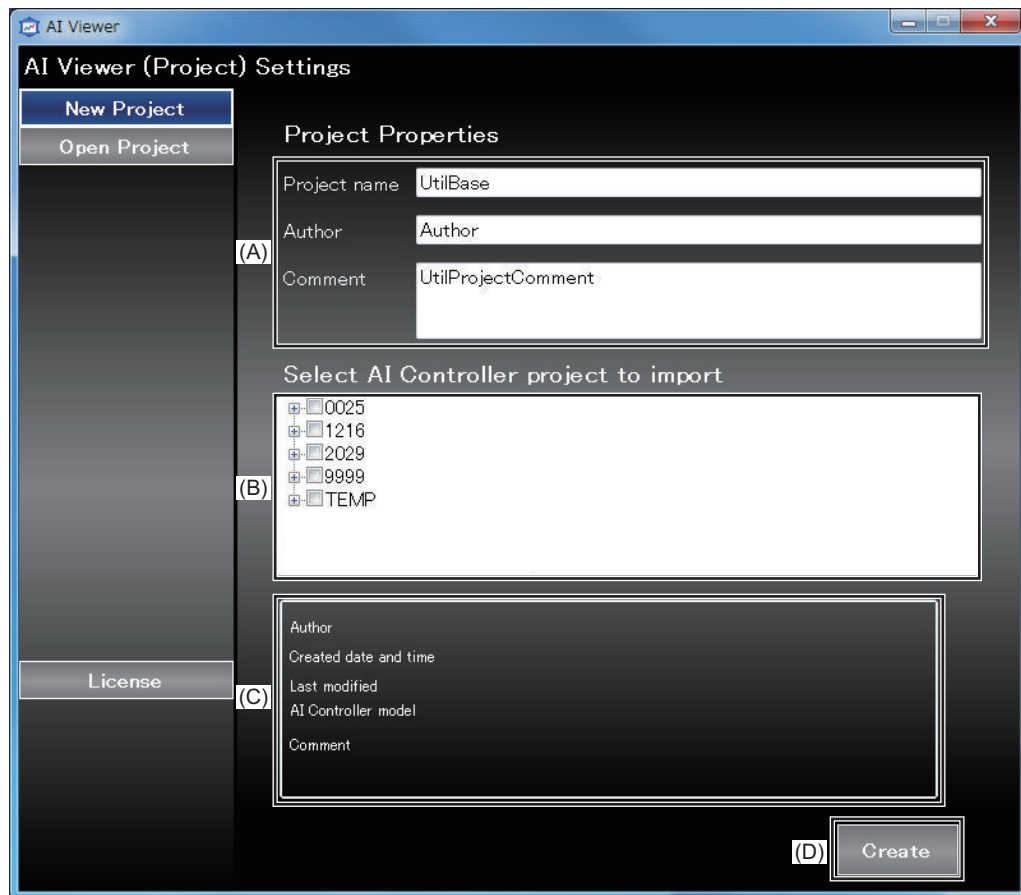 AI Viewer
AI Viewer (Project) Settings
New Project
Open Project
License
Project Properties
(A)
Project name UtilBase
Author Author
Comment UtilProjectComment
Select AI Controller project to import
(B)
0025
1216
2029
9999
TEMP
(C)
Author
Created date and time
Last modified
AI Controller model
Comment
(D) Create